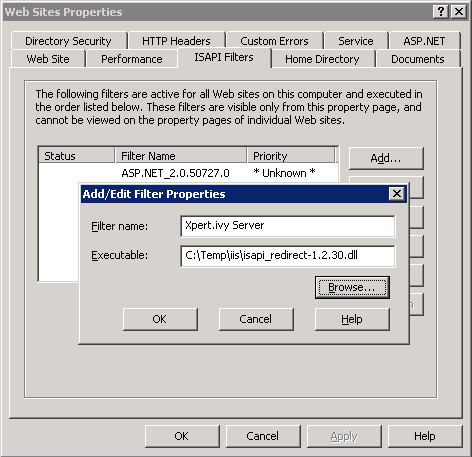 Web Sites Properties
Directory Security HTTP Headers Custom Errors Service ASP.NET
Web Site Performance ISAPI Filters Home Directory Documents
The following filters are active for all Web sites on this computer and executed in
the order listed below. These filters are visible only from this property page, and
cannot be viewed on the property pages of individual Web sites.
Status Filter Name Priority Add...
ASP.NET_2.0.50727.0 * Unknown *
Add/Edit Filter Properties
Filter name: Xpert.ivy Server
Executable: C:\Temp\iis\isapi_redirect-1.2.30.dll
Browse...
OK Cancel Help
OK Cancel Apply Help